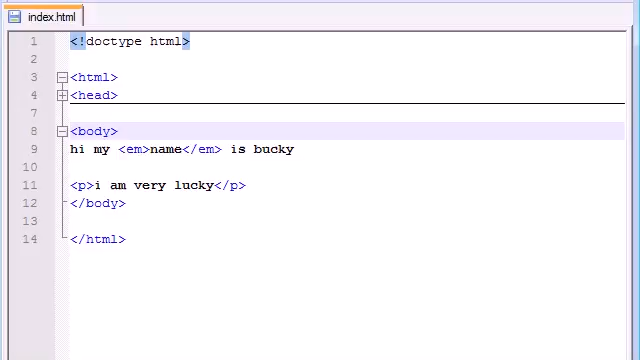 index.html
1 <!doctype html>
2
3 <html>
4 <head>
7
8 <body>
9 hi my <em>name</em> is bucky
10
11 <p>i am very lucky</p>
12 </body>
13
14 </html>